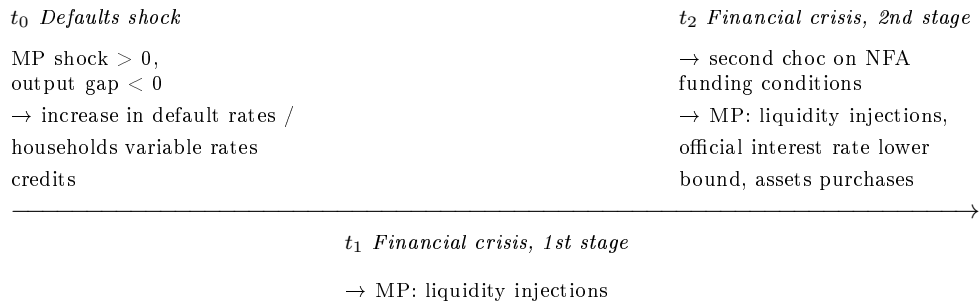 t₀ Defaults shock
MP shock > 0,
output gap < 0
→ increase in default rates /
households variable rates
credits
t₂ Financial crisis, 2nd stage
→ second choc on NFA
funding conditions
→ MP: liquidity injections,
official interest rate lower
bound, assets purchases
t₁ Financial crisis, 1st stage
→ MP: liquidity injections